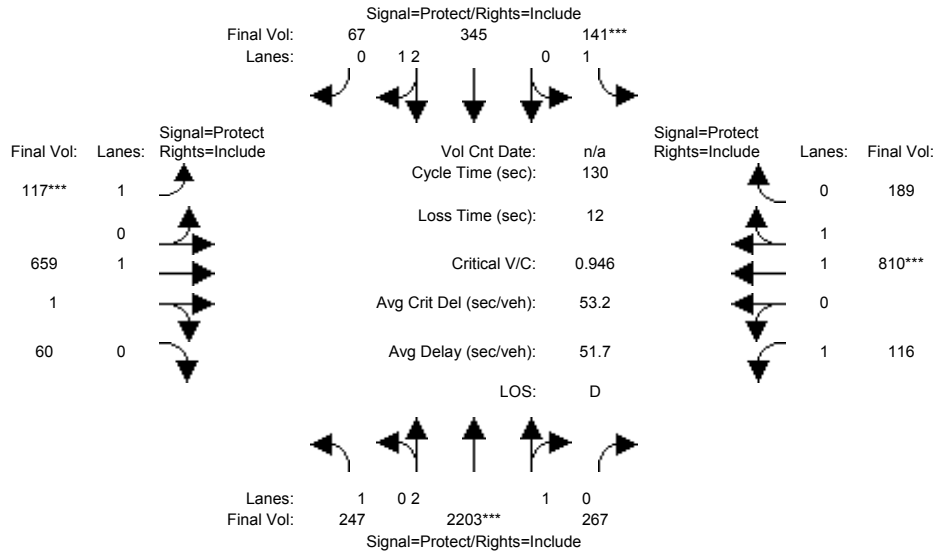 Signal=Protect/Rights=Include
Final Vol: 67 345 141***
Lanes: 0 1 2 0 1
Signal=Protect
Final Vol: Lanes: Rights=Include
Vol Cnt Date: n/a
Signal=Protect
Rights=Include Lanes: Final Vol:
Cycle Time (sec): 130
117*** 1
0 189
Loss Time (sec): 12
0
1
659 1
Critical V/C: 0.946
1 810***
1
Avg Crit Del (sec/veh): 53.2
0
60 0
Avg Delay (sec/veh): 51.7
1 116
LOS: D
Lanes: 1 0 2 1 0
Final Vol: 247 2203*** 267
Signal=Protect/Rights=Include